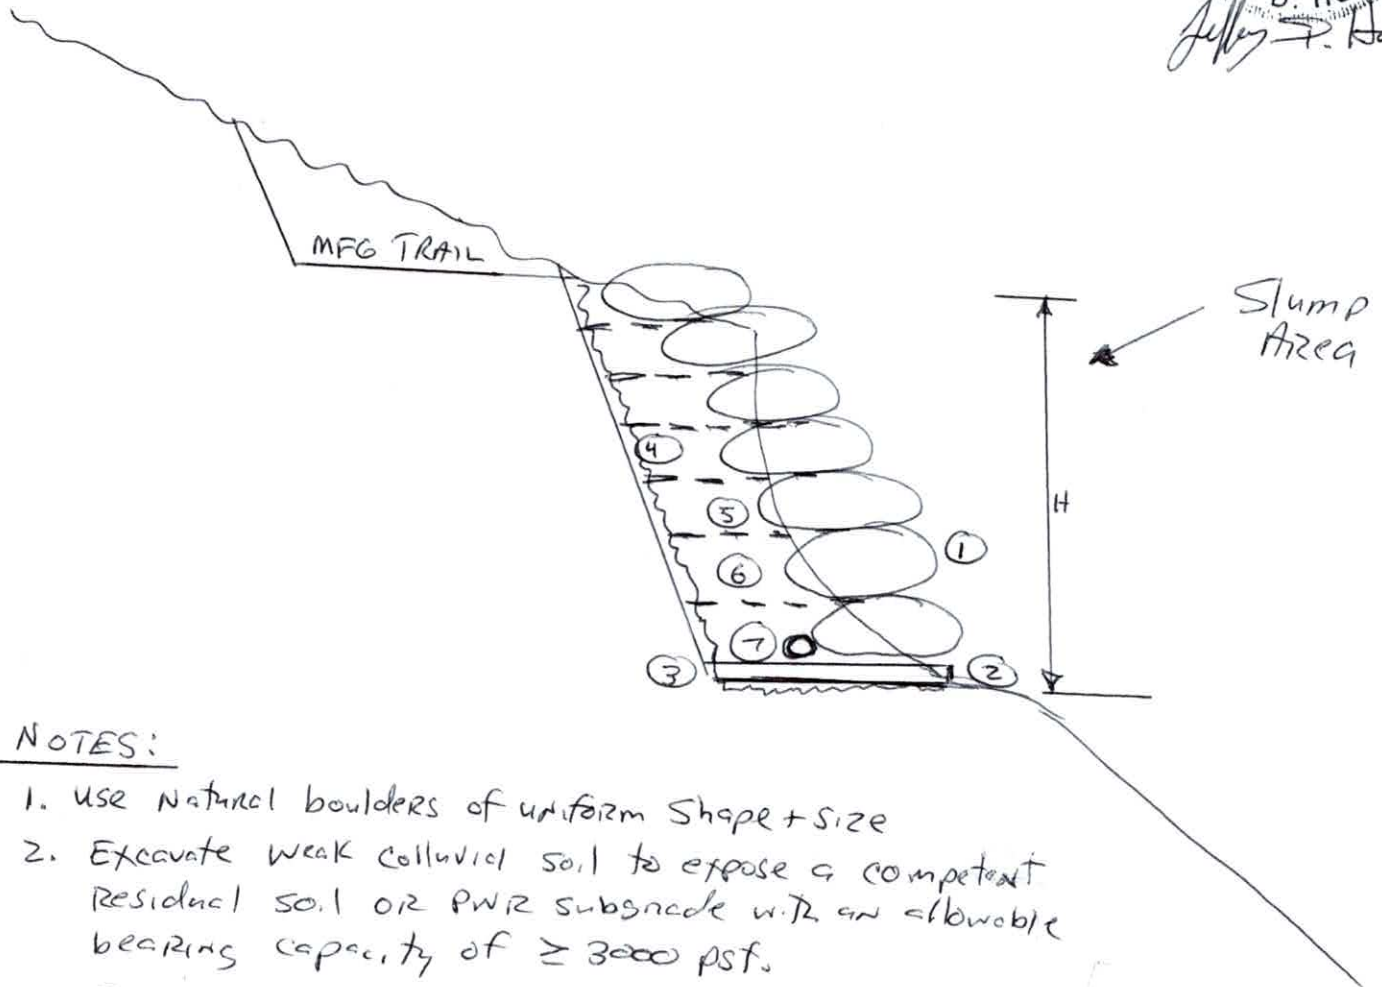 Jeffrey D. H
MFG TRAIL
Slump
Area
H
4
5
1
6
7
3
2
NOTES:
1. Use Natural boulders of uniform Shape + Size
2. Excavate weak colluvial soil to expose a competent
Residual soil OR PWR subgrade with an allowable
bearing capacity of ≥ 3000 psf.